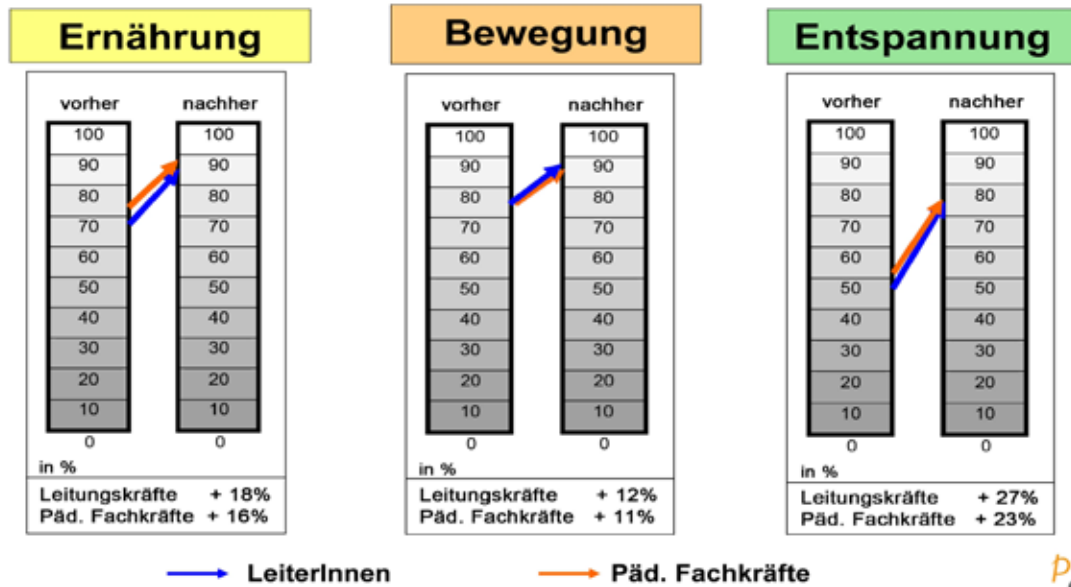 Ernährung
vorher nachher
100 100
90 90
80 80
70 70
60 60
50 50
40 40
30 30
20 20
10 10
0 0
in %
Leitungskräfte + 18%
Päd. Fachkräfte + 16%
Bewegung
vorher nachher
100 100
90 90
80 80
70 70
60 60
50 50
40 40
30 30
20 20
10 10
0 0
in %
Leitungskräfte + 12%
Päd. Fachkräfte + 11%
Entspannung
vorher nachher
100 100
90 90
80 80
70 70
60 60
50 50
40 40
30 30
20 20
10 10
0 0
in %
Leitungskräfte + 27%
Päd. Fachkräfte + 23%
LeiterInnen Päd. Fachkräfte